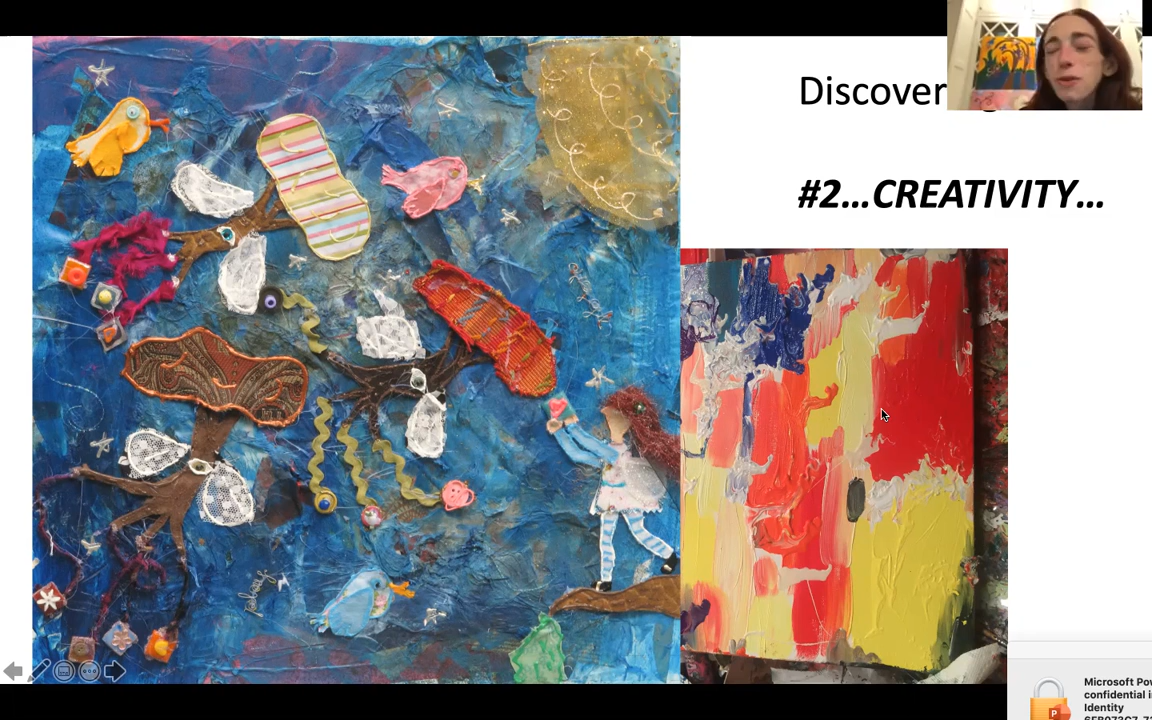 Discover
#2...CREATIVITY...
Microsoft Pow
confidential i
Identity